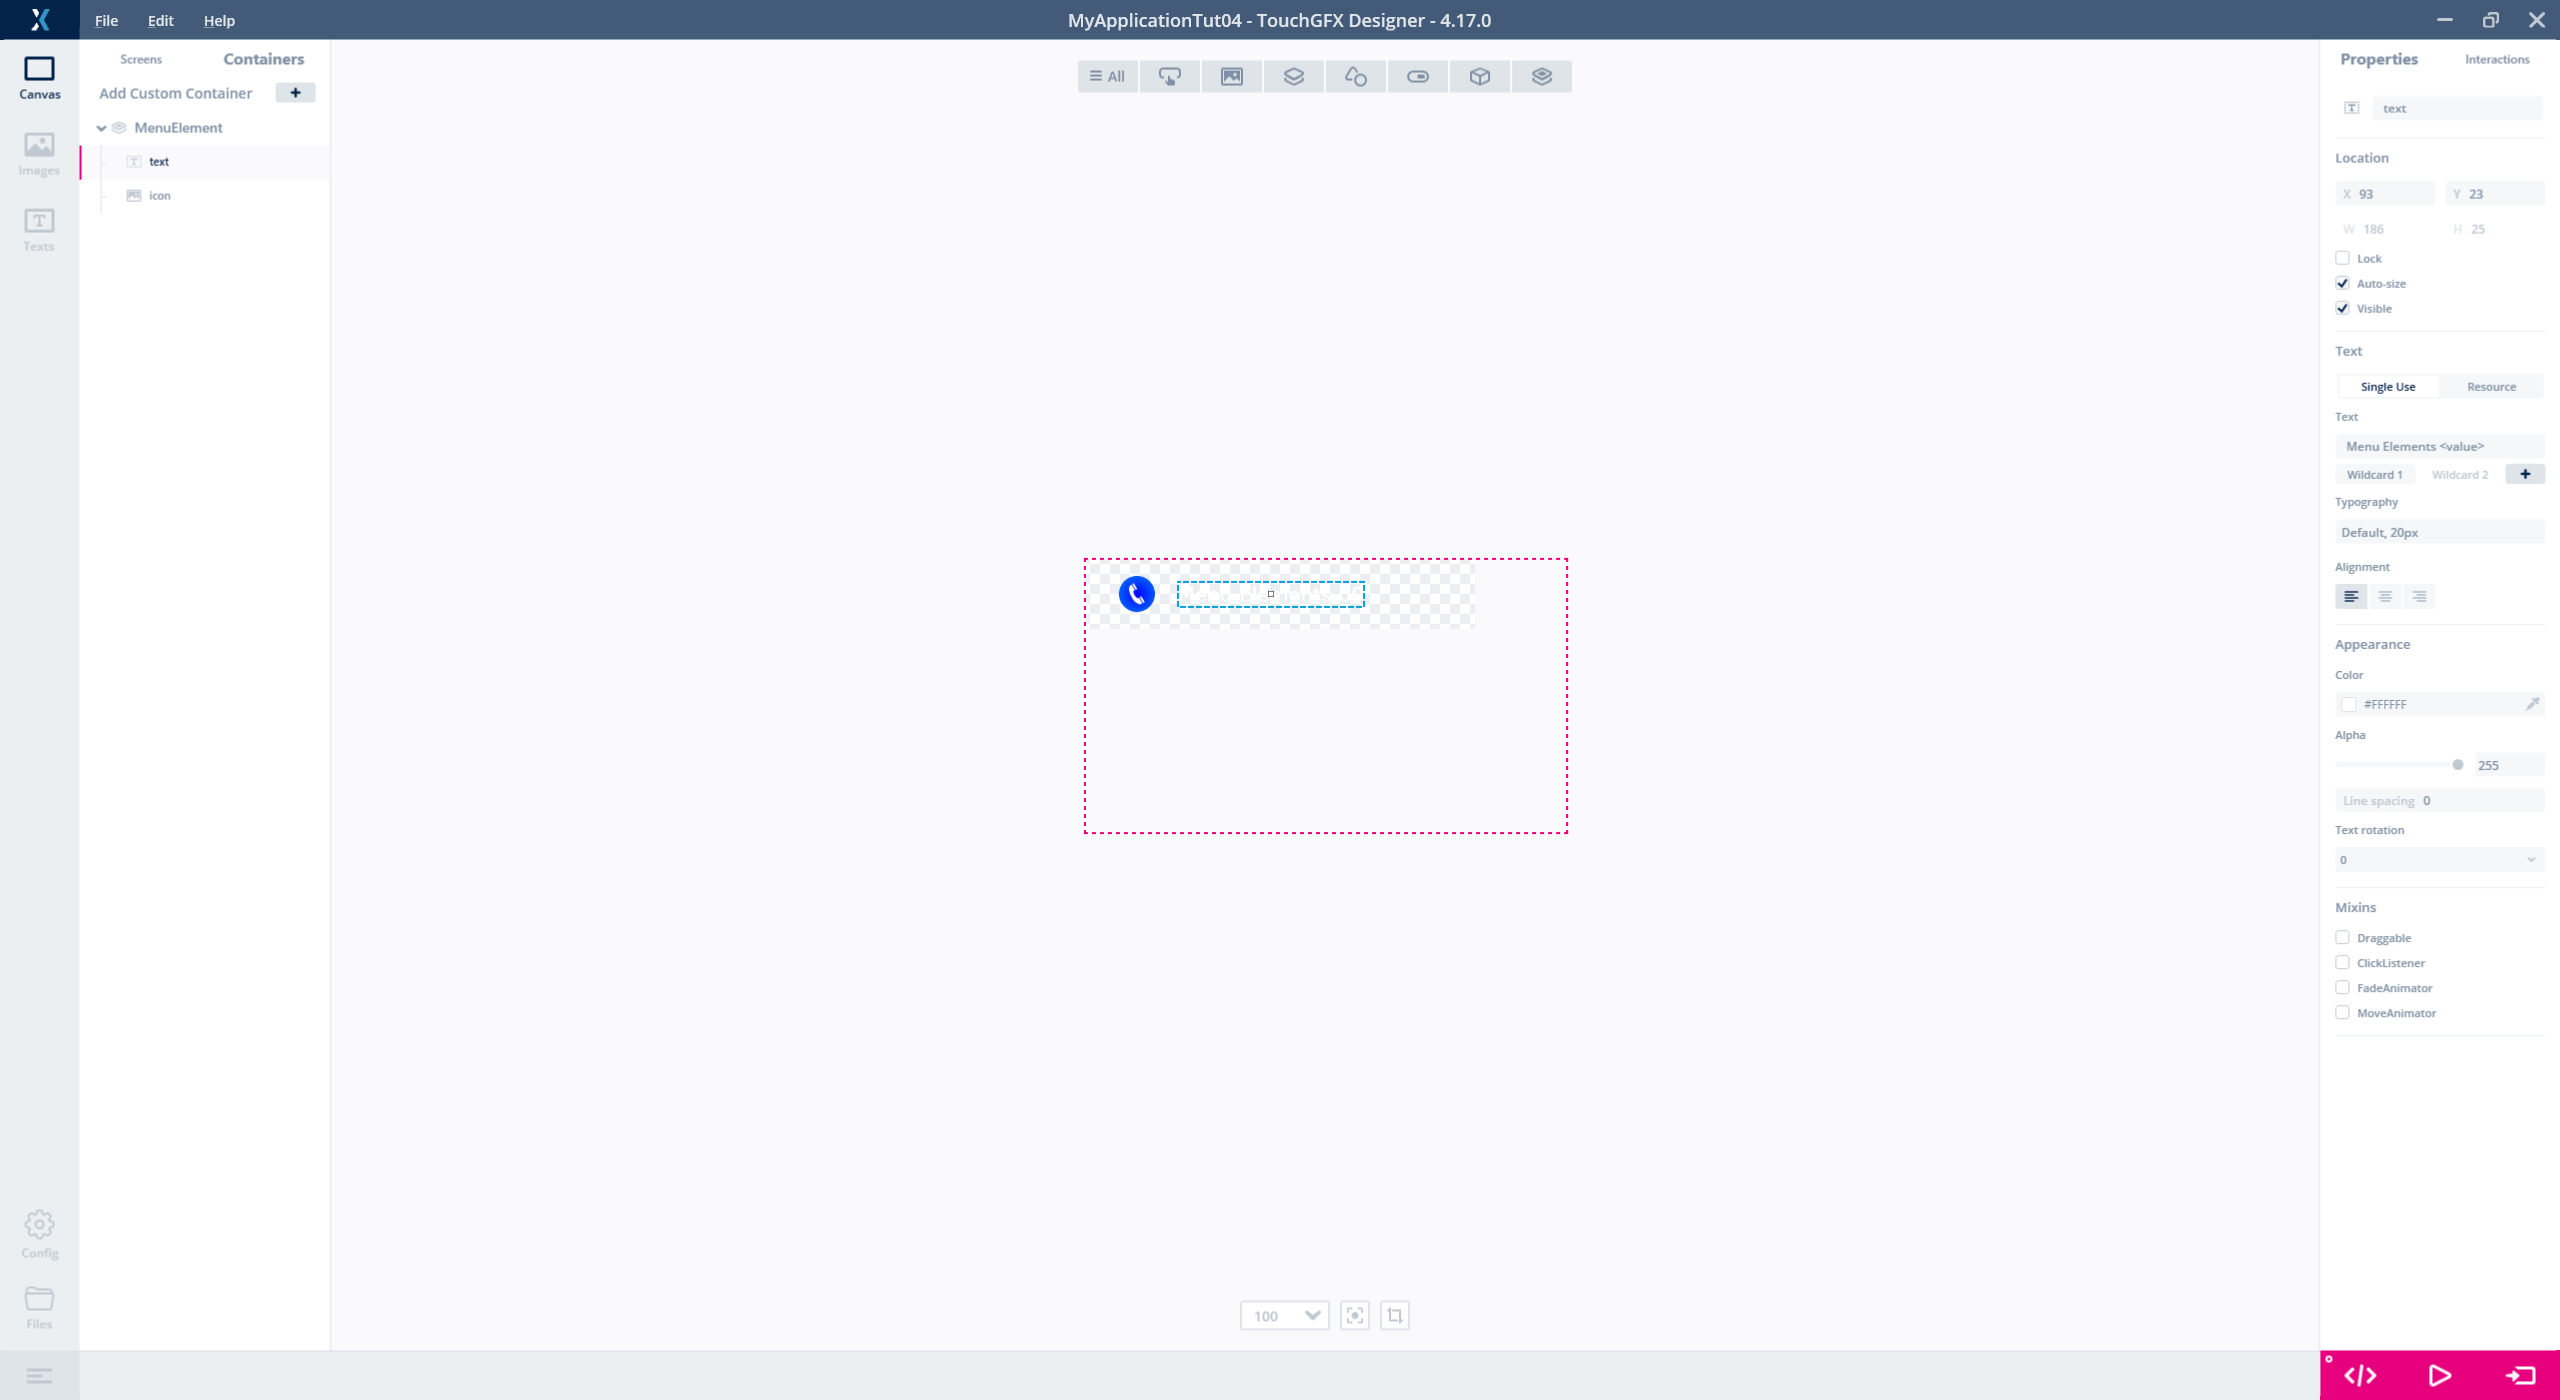 File Edit Help
MyApplicationTut04 - TouchGFX Designer - 4.17.0
Canvas
Images
Texts
Config
Files
Screens Containers
Add Custom Container +
MenuElement
text
icon
All
100
Properties Interactions
text
Location
X 93 Y 23
W 186 H 25
Lock
Auto-size
Visible
Text
Single Use Resource
Text
Menu Elements <value>
Wildcard 1 Wildcard 2 +
Typography
Default, 20px
Alignment
Appearance
Color
#FFFFFF
Alpha
255
Line spacing 0
Text rotation
0
Mixins
Draggable
ClickListener
FadeAnimator
MoveAnimator